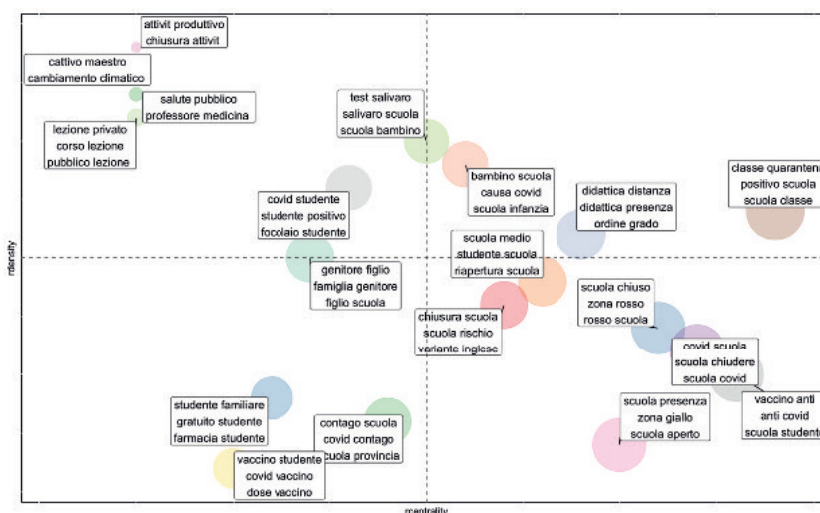 attivit produttivo
chiusura attivit
cattivo maestro
cambiamento climatico
salute pubblico
professore medicina
lezione privato
corso lezione
pubblico lezione
test salivaro
salivaro scuola
scuola bambino
bambino scuola
causa covid
scuola infanzia
classe quarantena
positivo scuola
scuola classe
didattica distanza
didattica presenza
ordine grado
covid studente
studente positivo
focolaio studente
scuola medio
studente scuola
riapertura scuola
genitore figlio
famiglia genitore
figlio scuola
scuola chiuso
zona rosso
rosso scuola
chiusura scuola
scuola rischio
variante inglese
covid scuola
scuola chiudere
scuola covid
vaccino anti
anti covid
scuola studente
studente familiare
gratuito studente
farmacia studente
contago scuola
covid contago
scuola provincia
scuola presenza
zona giallo
scuola aperto
vaccino studente
covid vaccino
dose vaccino